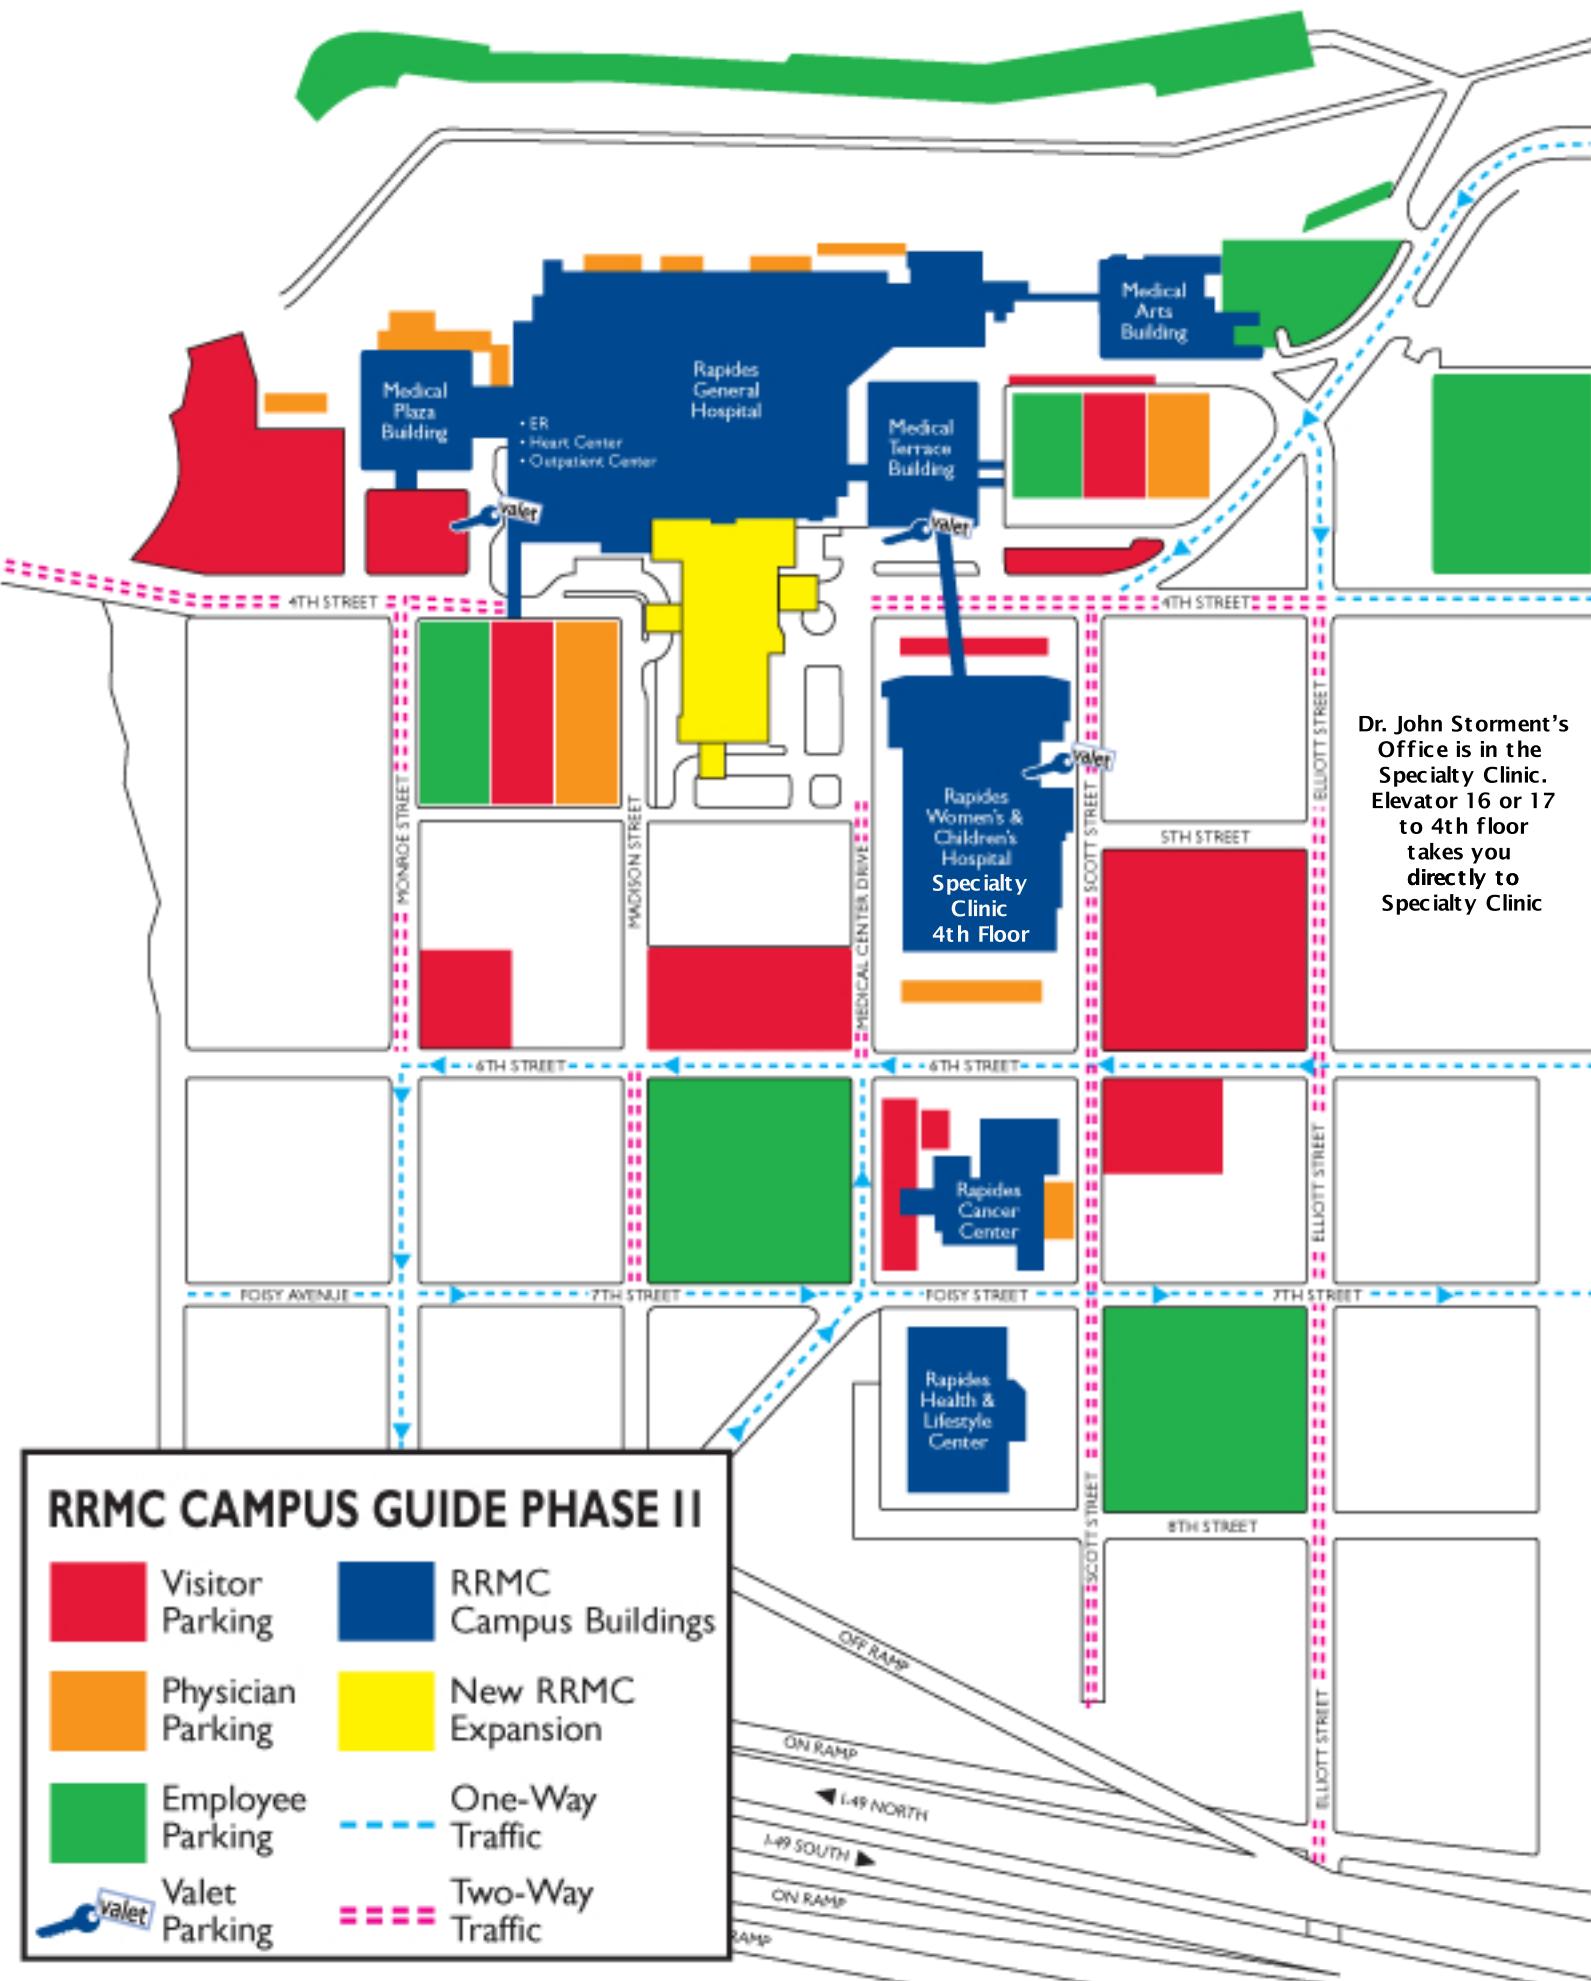 Medical
Arts
Building
Rapides
General
Hospital
Medical
Plaza
Building
• ER
• Heart Center
• Outpatient Center
Medical
Terrace
Building
valet
valet
4TH STREET
4TH STREET
MONROE STREET
MADISON STREET
MEDICAL CENTER DRIVE
SCOTT STREET
ELLIOTT STREET
valet
Rapides
Women's &
Children's
Hospital
Specialty
Clinic
4th Floor
5TH STREET
Dr. John Storment's
Office is in the
Specialty Clinic.
Elevator 16 or 17
to 4th floor
takes you
directly to
Specialty Clinic
6TH STREET
6TH STREET
Rapides
Cancer
Center
ELLIOTT STREET
FOISY AVENUE
7TH STREET
FOISY STREET
7TH STREET
Rapides
Health &
Lifestyle
Center
SCOTT STREET
8TH STREET
ELLIOTT STREET
OFF RAMP
ON RAMP
I-49 NORTH
I-49 SOUTH
ON RAMP
RAMP
RRMC CAMPUS GUIDE PHASE II
Visitor
Parking
RRMC
Campus Buildings
Physician
Parking
New RRMC
Expansion
Employee
Parking
One-Way
Traffic
valet
Valet
Parking
Two-Way
Traffic